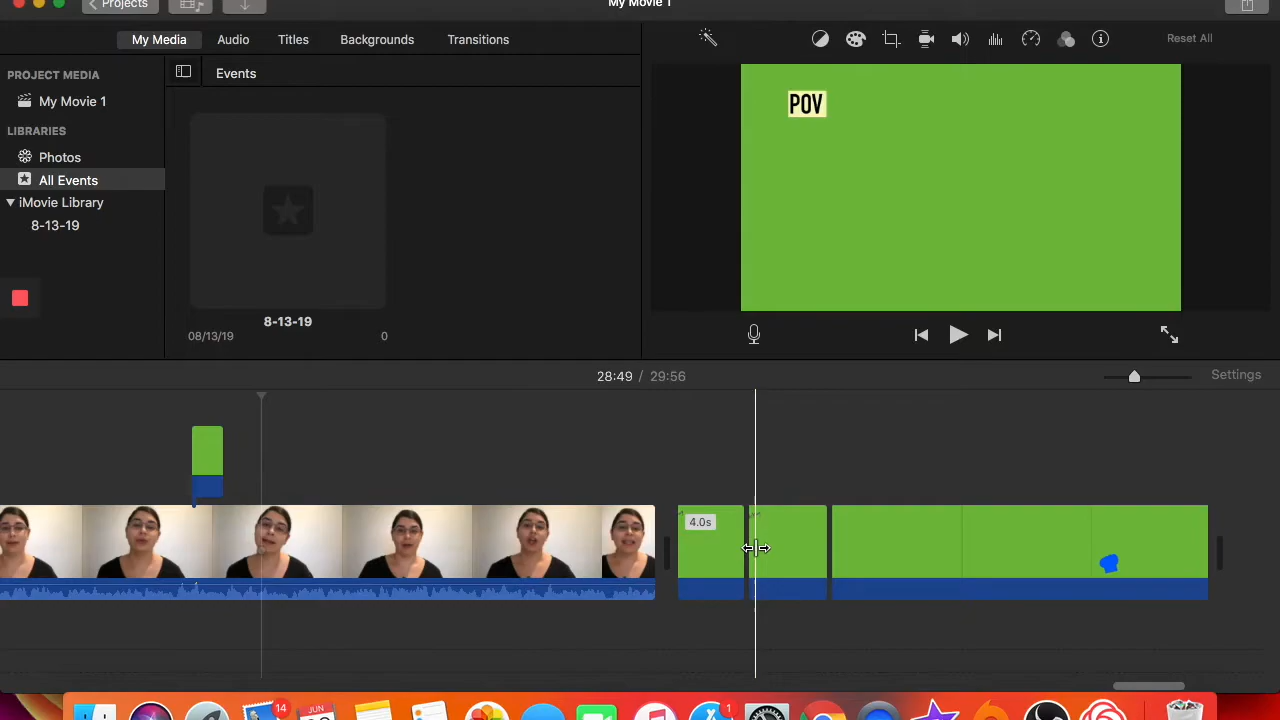 Projects
My Movie 1
My Media Audio Titles Backgrounds Transitions
Reset All
PROJECT MEDIA
My Movie 1
LIBRARIES
Photos
All Events
iMovie Library
8-13-19
Events
8-13-19
08/13/19 0
POV
28:49 / 29:56
Settings
4.0s
14
JUN
1